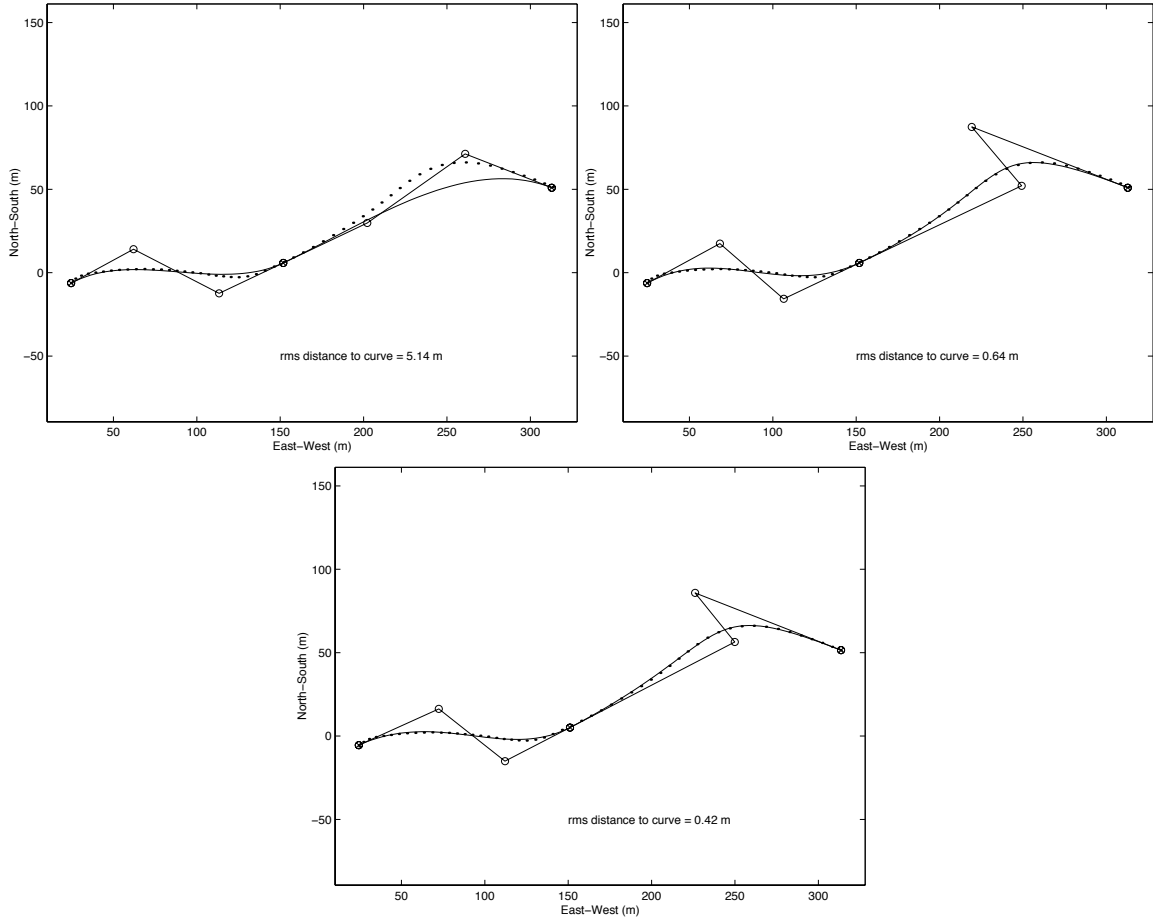 150
100
50
0
−50
North−South (m)
rms distance to curve = 5.14 m
50 100 150 200 250 300
East−West (m)
150
100
50
0
−50
North−South (m)
rms distance to curve = 0.64 m
50 100 150 200 250 300
East−West (m)
150
100
50
0
−50
North−South (m)
rms distance to curve = 0.42 m
50 100 150 200 250 300
East−West (m)